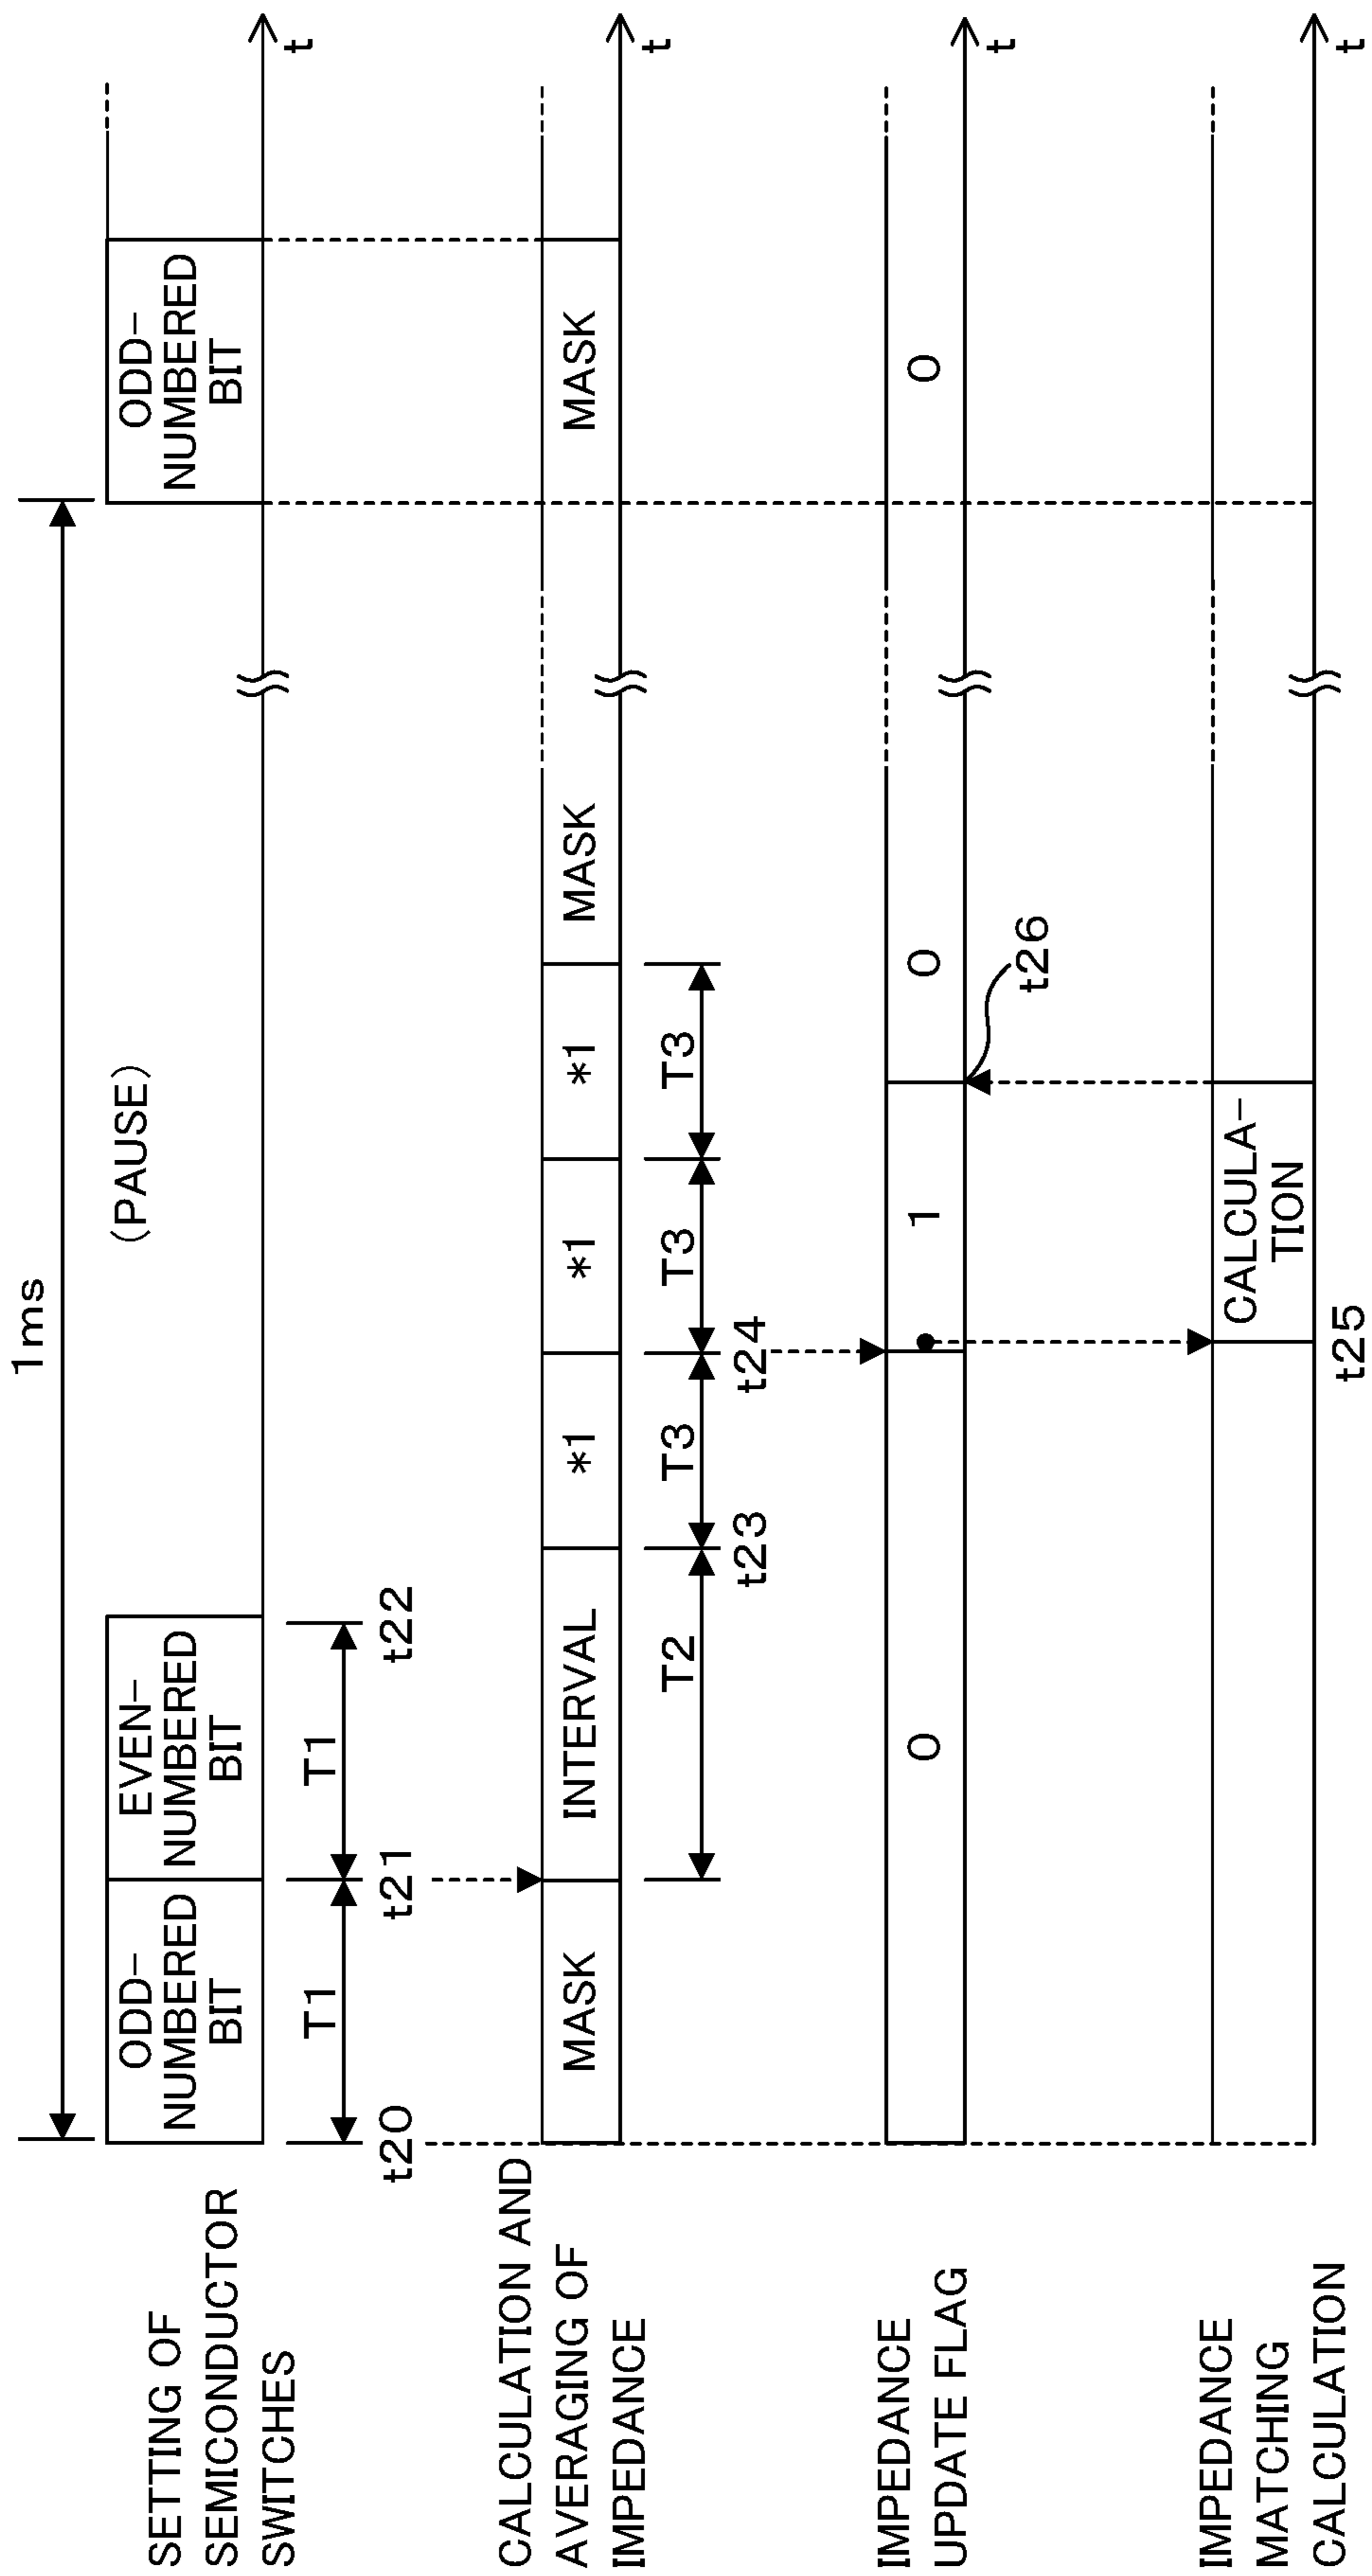 1ms
SETTING OF
SEMICONDUCTOR
SWITCHES
ODD-
NUMBERED
BIT
EVEN-
NUMBERED
BIT
(PAUSE)
ODD-
NUMBERED
BIT
t
T1
T1
t20
t21
t22
CALCULATION AND
AVERAGING OF
IMPEDANCE
MASK
INTERVAL
*1
*1
*1
MASK
MASK
t
T2
T3
T3
T3
t23
t24
IMPEDANCE
UPDATE FLAG
0
1
0
0
t
t26
IMPEDANCE
MATCHING
CALCULATION
CALCULA-
TION
t
t25